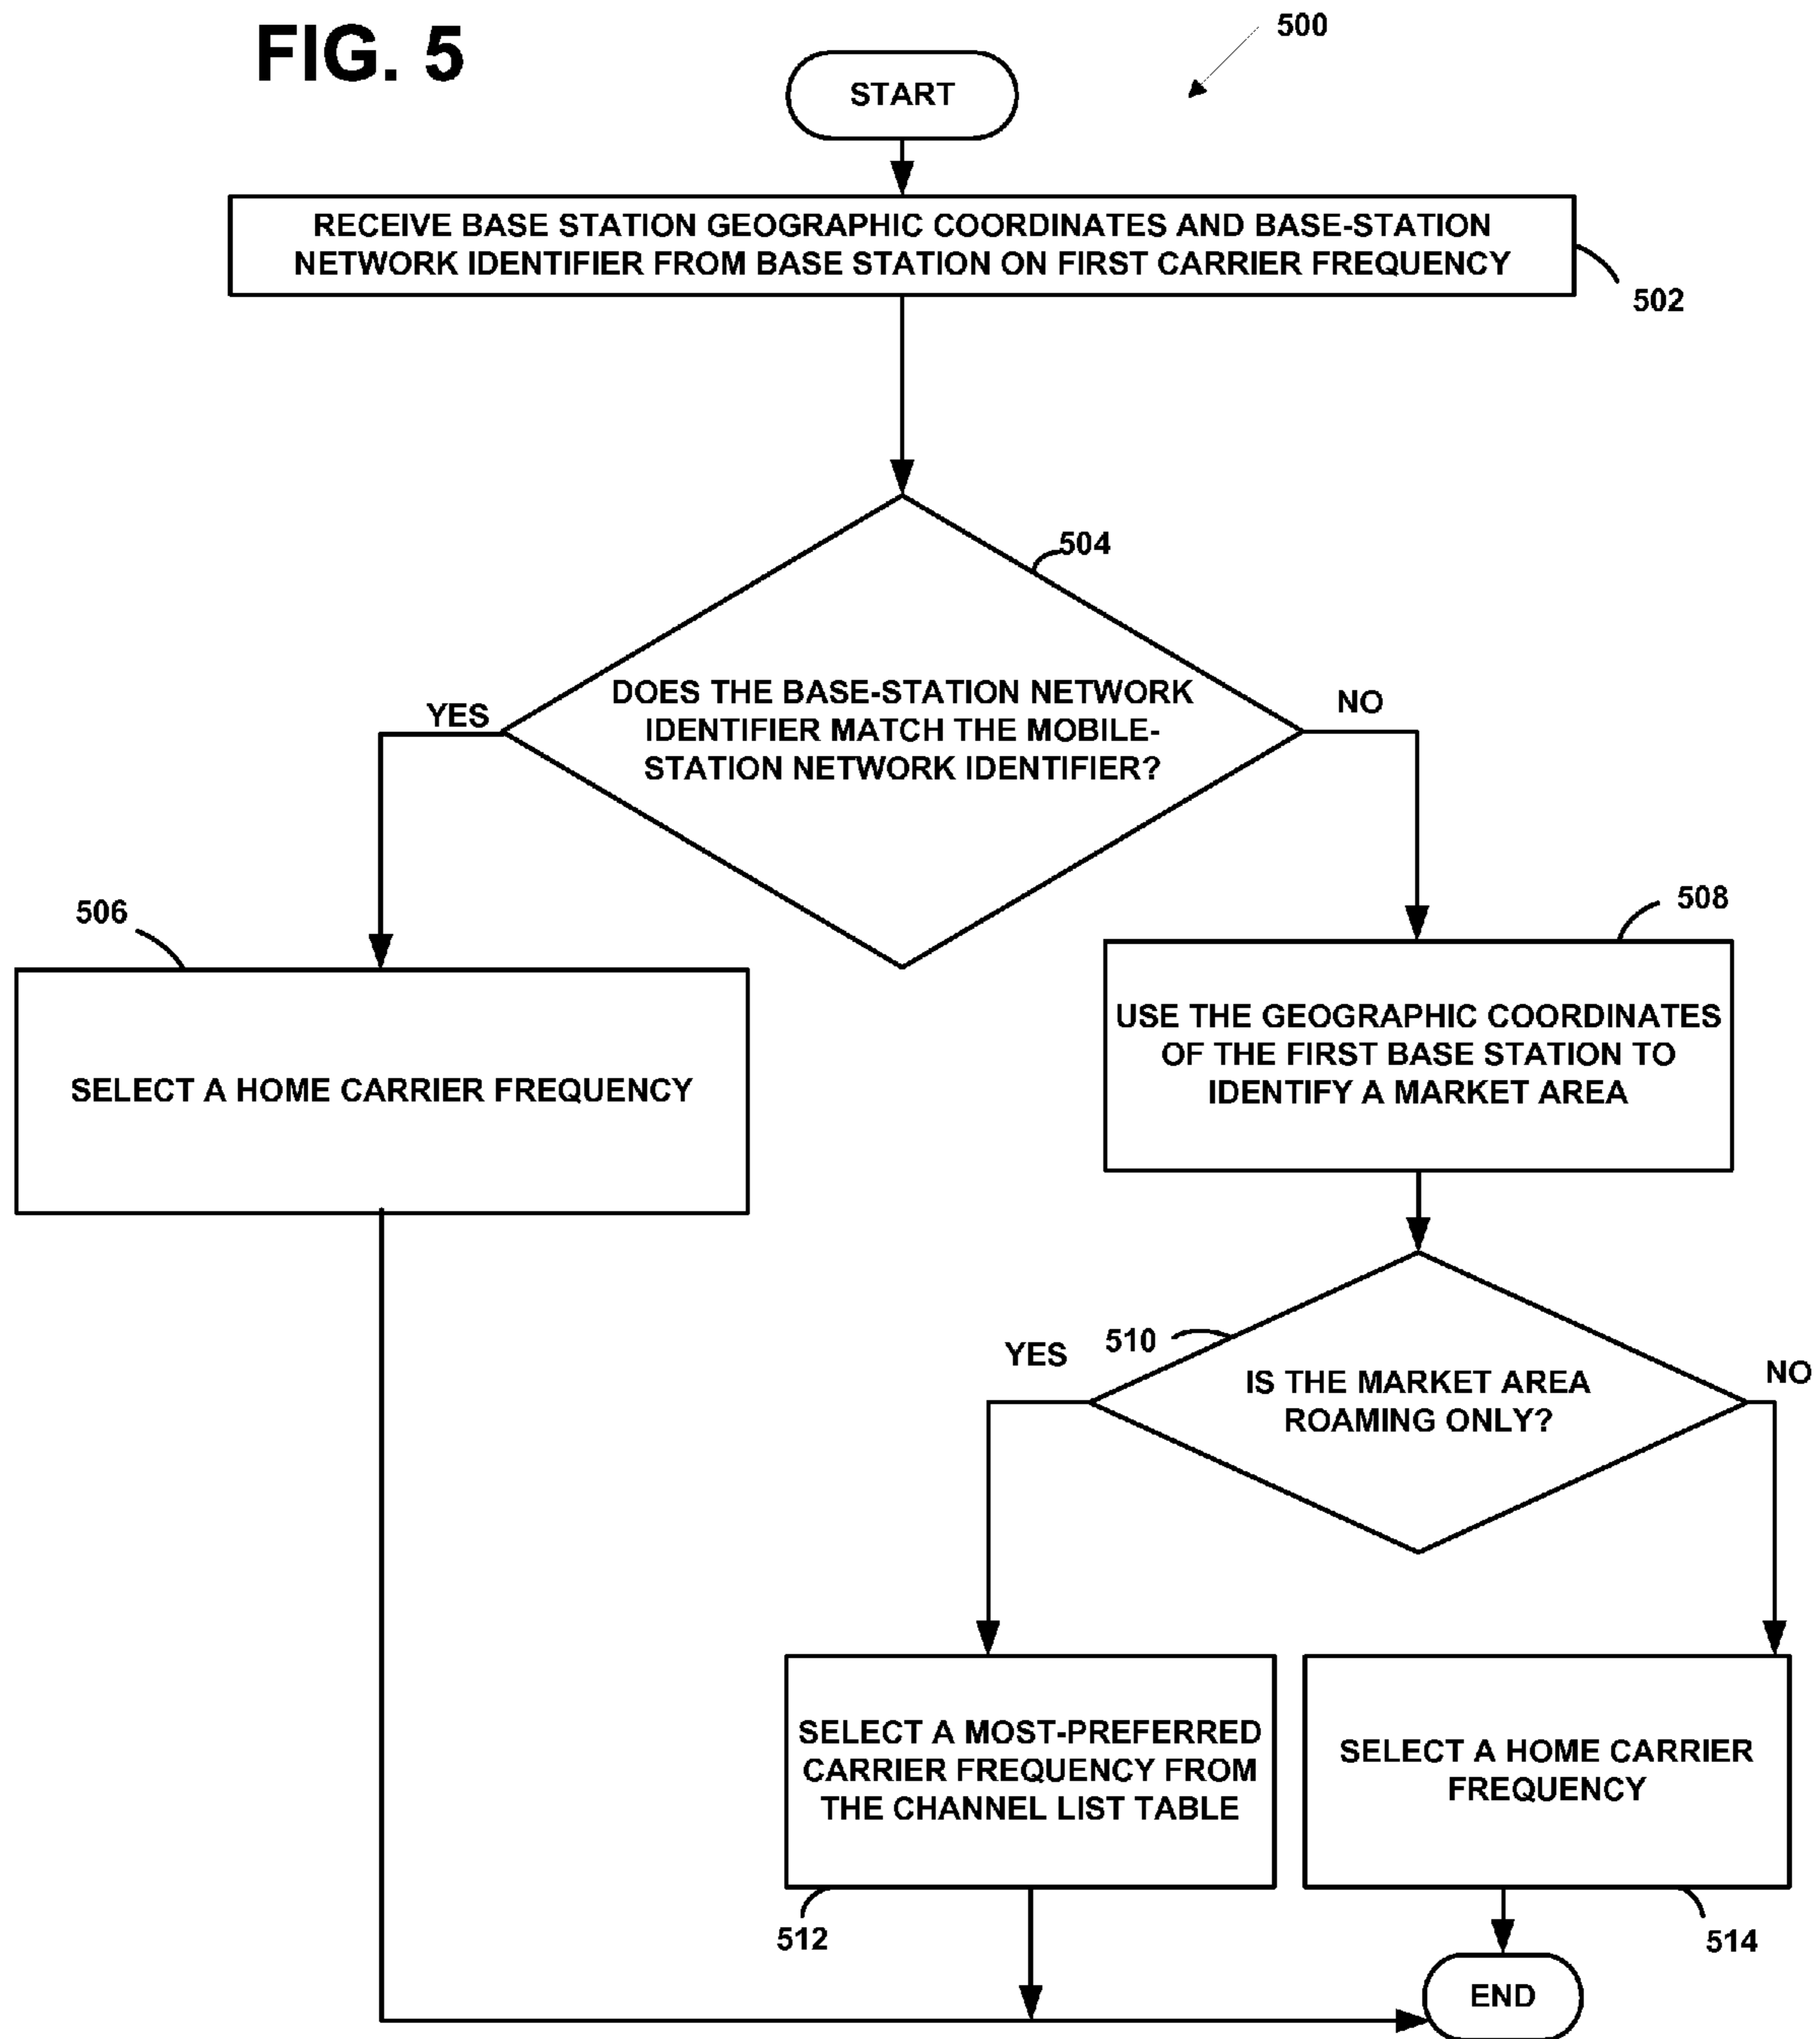 FIG. 5
500
START
RECEIVE BASE STATION GEOGRAPHIC COORDINATES AND BASE-STATION
NETWORK IDENTIFIER FROM BASE STATION ON FIRST CARRIER FREQUENCY
502
504
DOES THE BASE-STATION NETWORK
IDENTIFIER MATCH THE MOBILE-
STATION NETWORK IDENTIFIER?
YES
NO
506
SELECT A HOME CARRIER FREQUENCY
508
USE THE GEOGRAPHIC COORDINATES
OF THE FIRST BASE STATION TO
IDENTIFY A MARKET AREA
510
YES
IS THE MARKET AREA
ROAMING ONLY?
NO
SELECT A MOST-PREFERRED
CARRIER FREQUENCY FROM
THE CHANNEL LIST TABLE
512
SELECT A HOME CARRIER
FREQUENCY
514
END